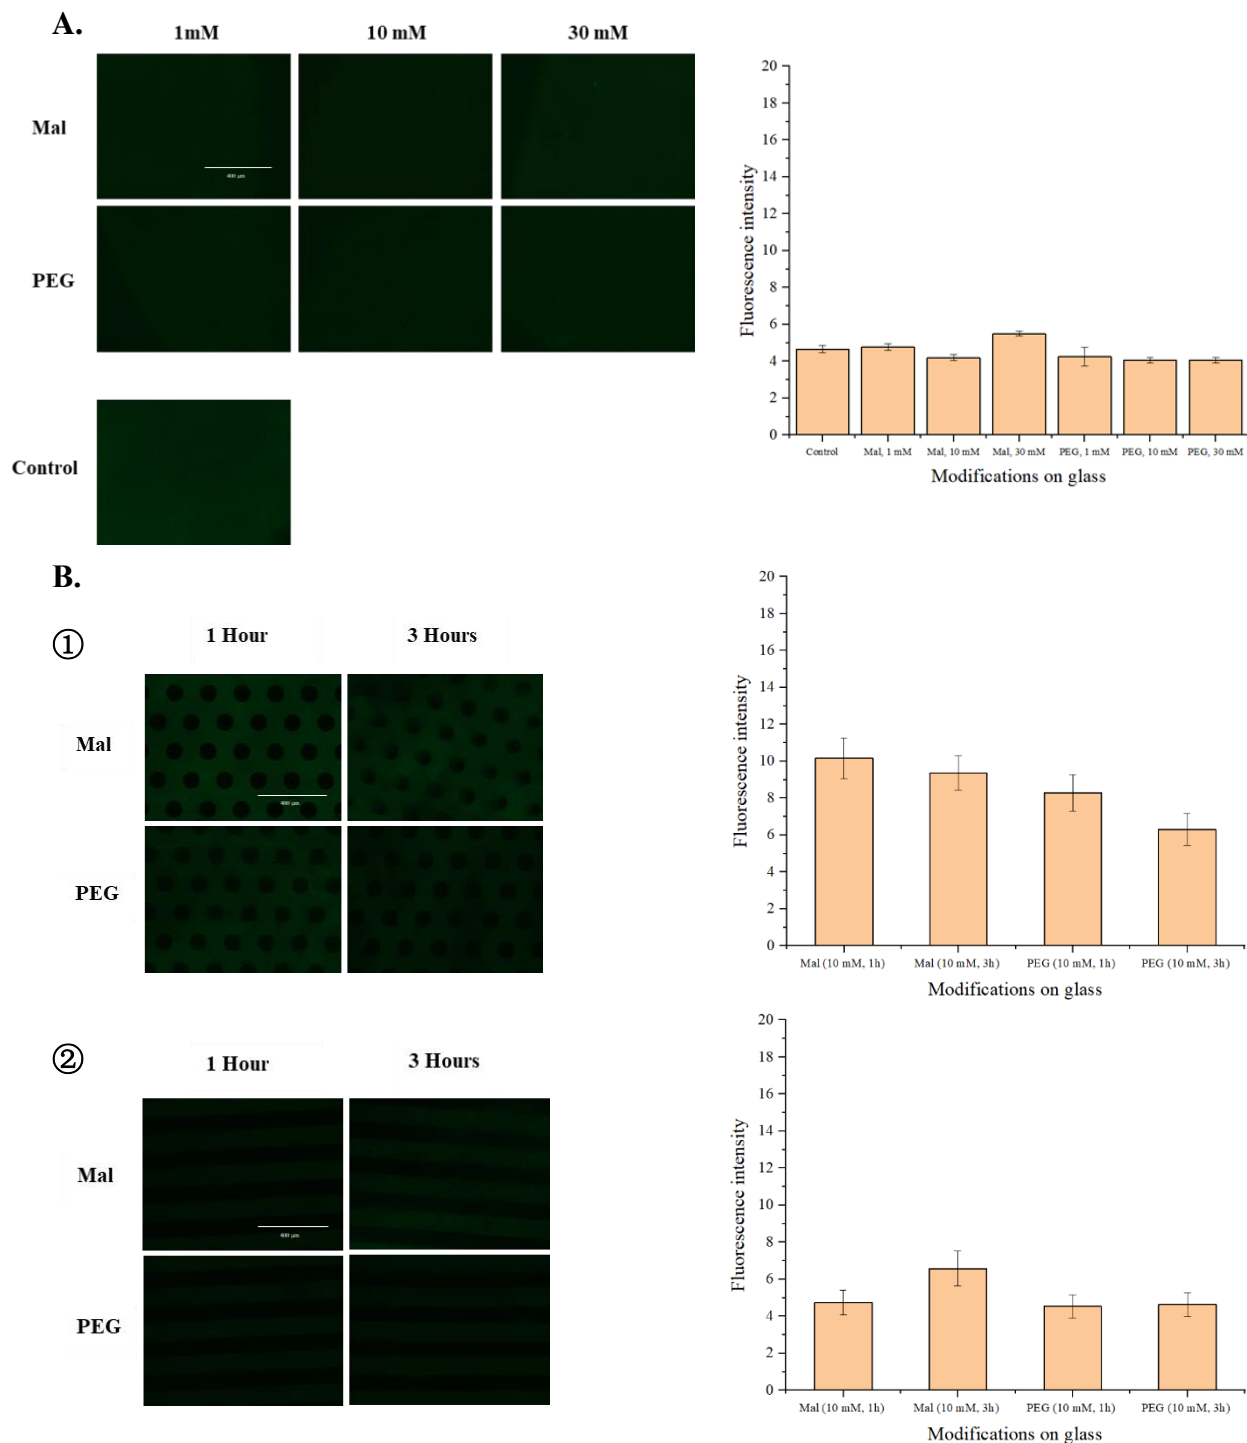 A.
1mM 10 mM 30 mM
Mal
400 μm
PEG
Control
20
18
16
14
12
10
8
6
4
2
0
Fluorescence intensity
Control Mal, 1 mM Mal, 10 mM Mal, 30 mM PEG, 1 mM PEG, 10 mM PEG, 30 mM
Modifications on glass
B.
①
1 Hour 3 Hours
Mal
400 μm
PEG
20
18
16
14
12
10
8
6
4
2
0
Fluorescence intensity
Mal (10 mM, 1h) Mal (10 mM, 3h) PEG (10 mM, 1h) PEG (10 mM, 3h)
Modifications on glass
②
1 Hour 3 Hours
Mal
400 μm
PEG
20
18
16
14
12
10
8
6
4
2
0
Fluorescence intensity
Mal (10 mM, 1h) Mal (10 mM, 3h) PEG (10 mM, 1h) PEG (10 mM, 3h)
Modifications on glass